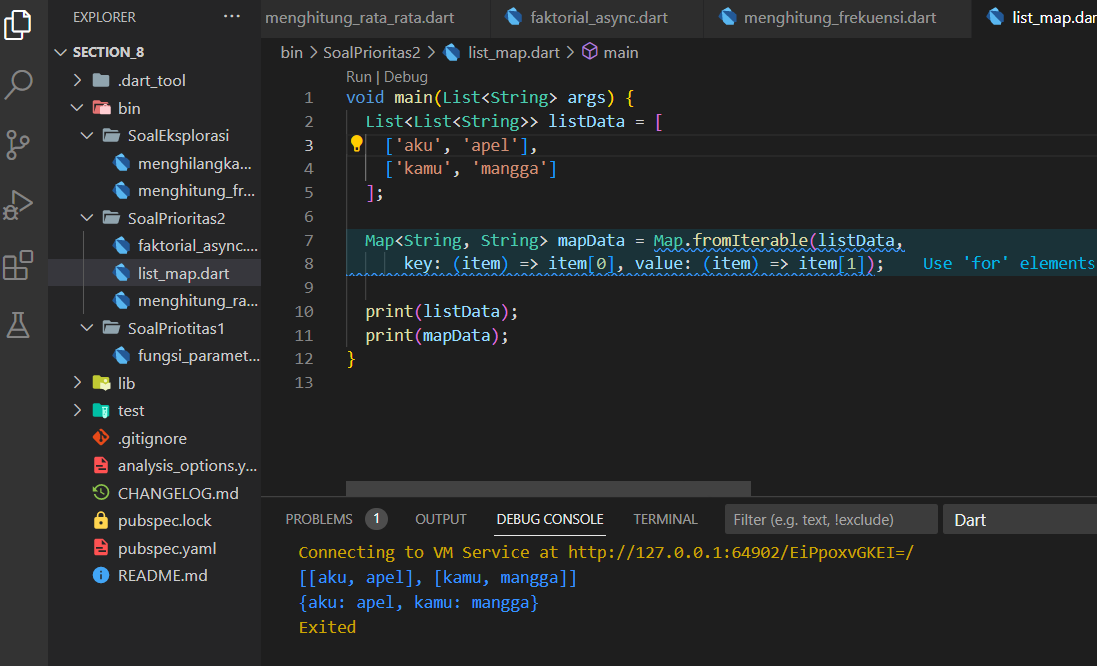 EXPLORER ...
SECTION_8
.dart_tool
bin
SoalEksplorasi
menghilangka...
menghitung_fr...
SoalPrioritas2
faktorial_async....
list_map.dart
menghitung_ra...
SoalPriotitas1
fungsi_paramet...
lib
test
.gitignore
analysis_options.y...
CHANGELOG.md
pubspec.lock
pubspec.yaml
README.md
menghitung_rata_rata.dart faktorial_async.dart menghitung_frekuensi.dart list_map.dar
bin > SoalPrioritas2 > list_map.dart > main
Run | Debug
1 void main(List<String> args) {
2 List<List<String>> listData = [
3 ['aku', 'apel'],
4 ['kamu', 'mangga']
5 ];
6
7 Map<String, String> mapData = Map.fromIterable(listData,
8 key: (item) => item[0], value: (item) => item[1]); Use 'for' elements
9
10 print(listData);
11 print(mapData);
12 }
13
PROBLEMS 1 OUTPUT DEBUG CONSOLE TERMINAL Filter (e.g. text, !exclude) Dart
Connecting to VM Service at http://127.0.0.1:64902/EiPpoxvGKEI=/
[[aku, apel], [kamu, mangga]]
{aku: apel, kamu: mangga}
Exited